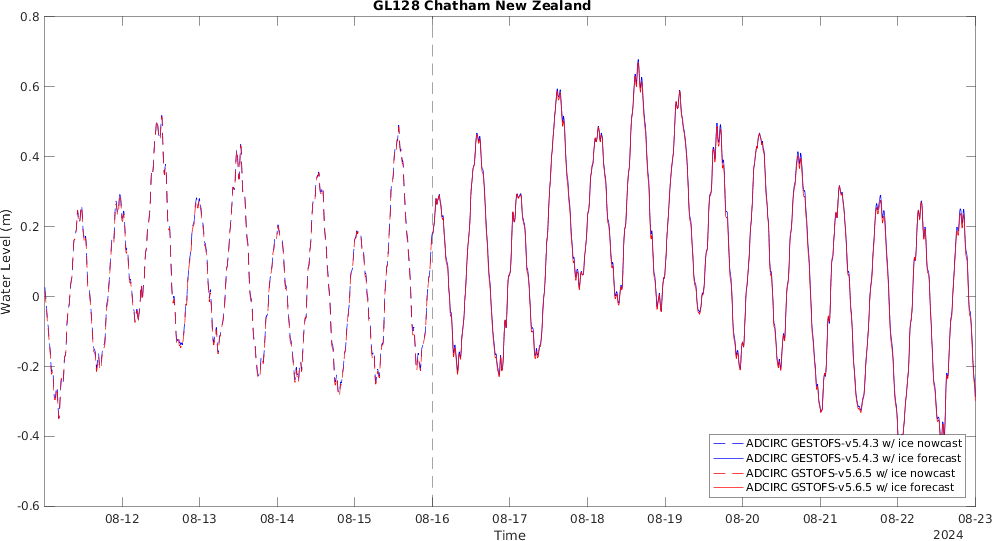 GL128 Chatham New Zealand
0.8
0.6
0.4
0.2
0
-0.2
-0.4
-0.6
Water Level (m)
ADCIRC GESTOFS-v5.4.3 w/ ice nowcast
ADCIRC GESTOFS-v5.4.3 w/ ice forecast
ADCIRC GSTOFS-v5.6.5 w/ ice nowcast
ADCIRC GSTOFS-v5.6.5 w/ ice forecast
08-12 08-13 08-14 08-15 08-16 08-17 08-18 08-19 08-20 08-21 08-22 08-23
Time
2024